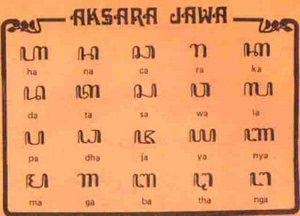 AKSARA JAWA
ꦲ ꦤ ꦕ ꦫ ꦏ
ha na ca ra ka
ꦢ ꦠ ꦱ ꦮ ꦭ
da ta sa wa la
ꦥ ꦝ ꦗ ꦪ ꦚ
pa dha ja ya nya
ꦩ ꦒ ꦧ ꦛ ꦔ
ma ga ba tha nga